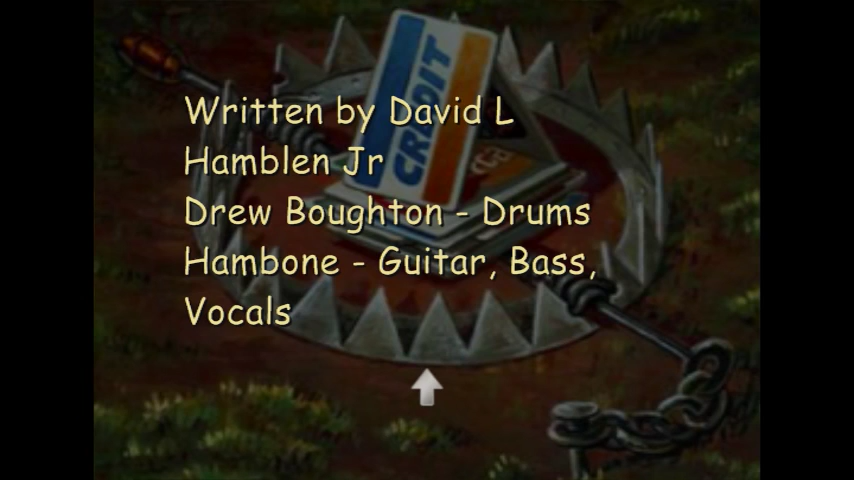 CREDIT
Written by David L
Hamblen Jr
Drew Boughton - Drums
Hambone - Guitar, Bass,
Vocals